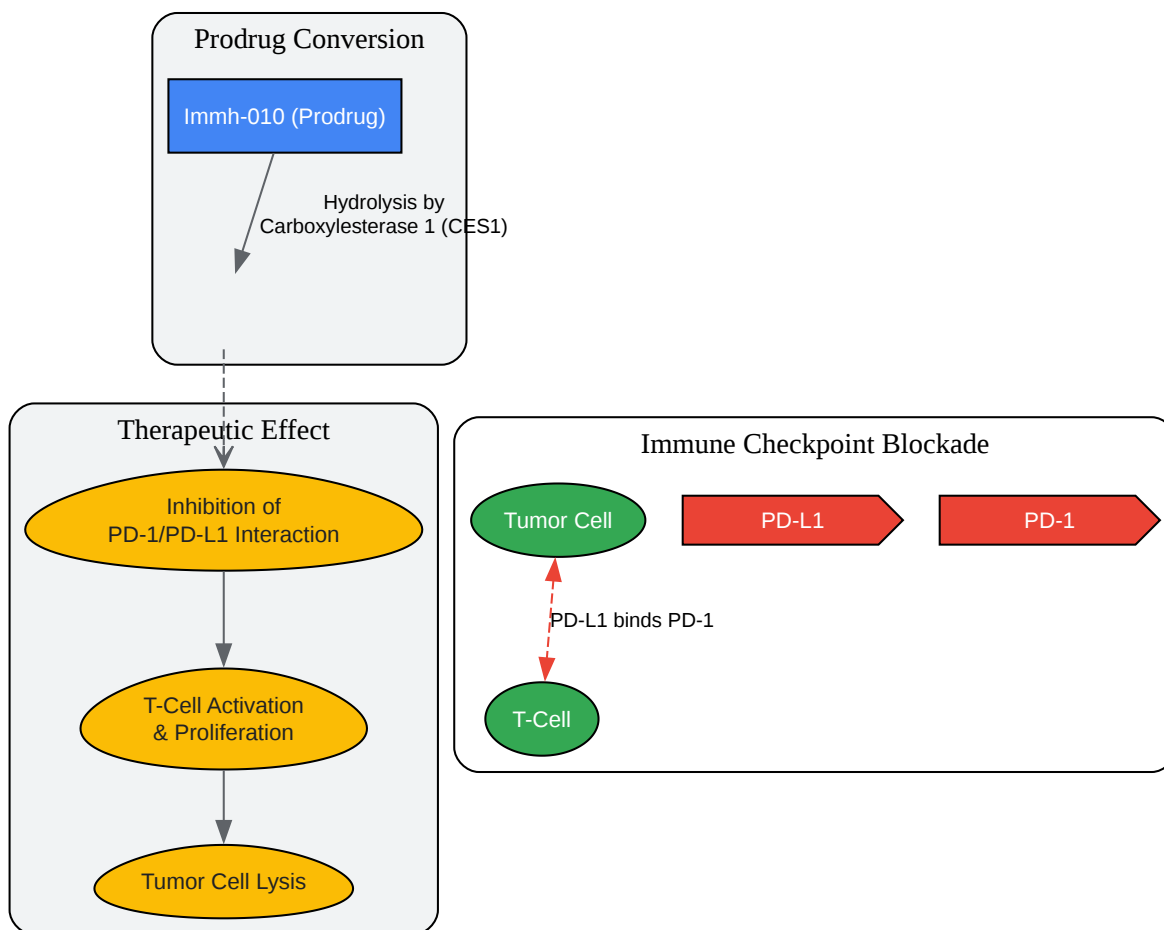 Prodrug Conversion
Immh-010 (Prodrug)
Hydrolysis by
Carboxylesterase 1 (CES1)
Therapeutic Effect
Inhibition of
PD-1/PD-L1 Interaction
T-Cell Activation
& Proliferation
Tumor Cell Lysis
Immune Checkpoint Blockade
Tumor Cell
PD-L1
PD-1
PD-L1 binds PD-1
T-Cell